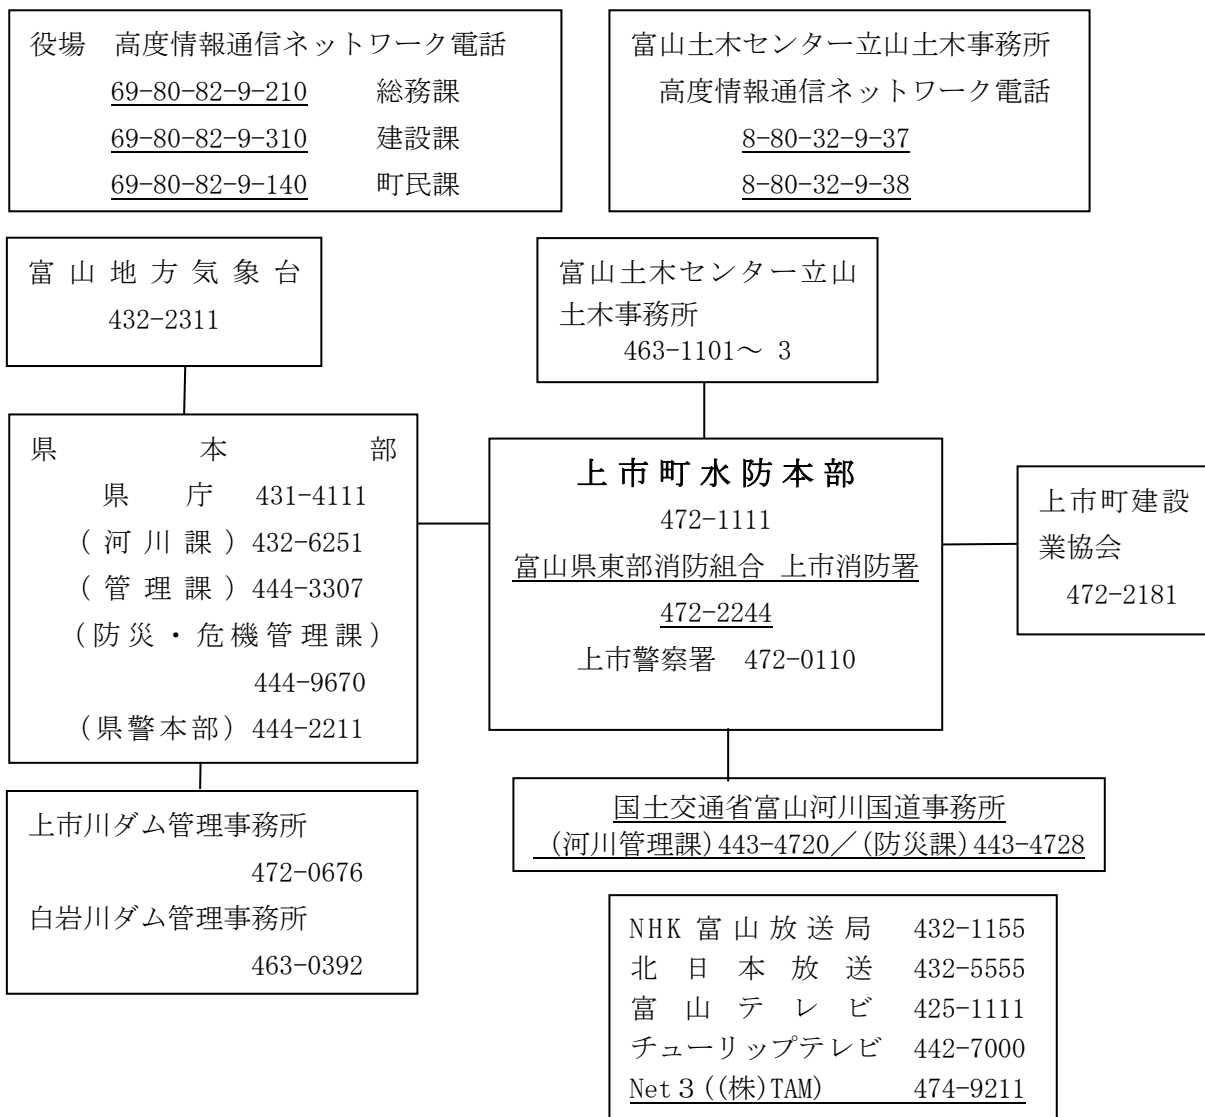 役場　高度情報通信ネットワーク電話
69-80-82-9-210　総務課
69-80-82-9-310　建設課
69-80-82-9-140　町民課
富山土木センター立山土木事務所
高度情報通信ネットワーク電話
8-80-32-9-37
8-80-32-9-38
富山地方気象台
432-2311
富山土木センター立山
土木事務所
463-1101～ 3
県本部
県庁　431-4111
(河川課) 432-6251
(管理課) 444-3307
(防災・危機管理課)
444-9670
(県警本部) 444-2211
上市町水防本部
472-1111
富山県東部消防組合 上市消防署
472-2244
上市警察署　472-0110
上市町建設
業協会
472-2181
上市川ダム管理事務所
472-0676
白岩川ダム管理事務所
463-0392
国土交通省富山河川国道事務所
(河川管理課)443-4720／(防災課)443-4728
NHK富山放送局　432-1155
北日本放送　432-5555
富山テレビ　425-1111
チューリップテレビ　442-7000
Net３((株)TAM)　474-9211